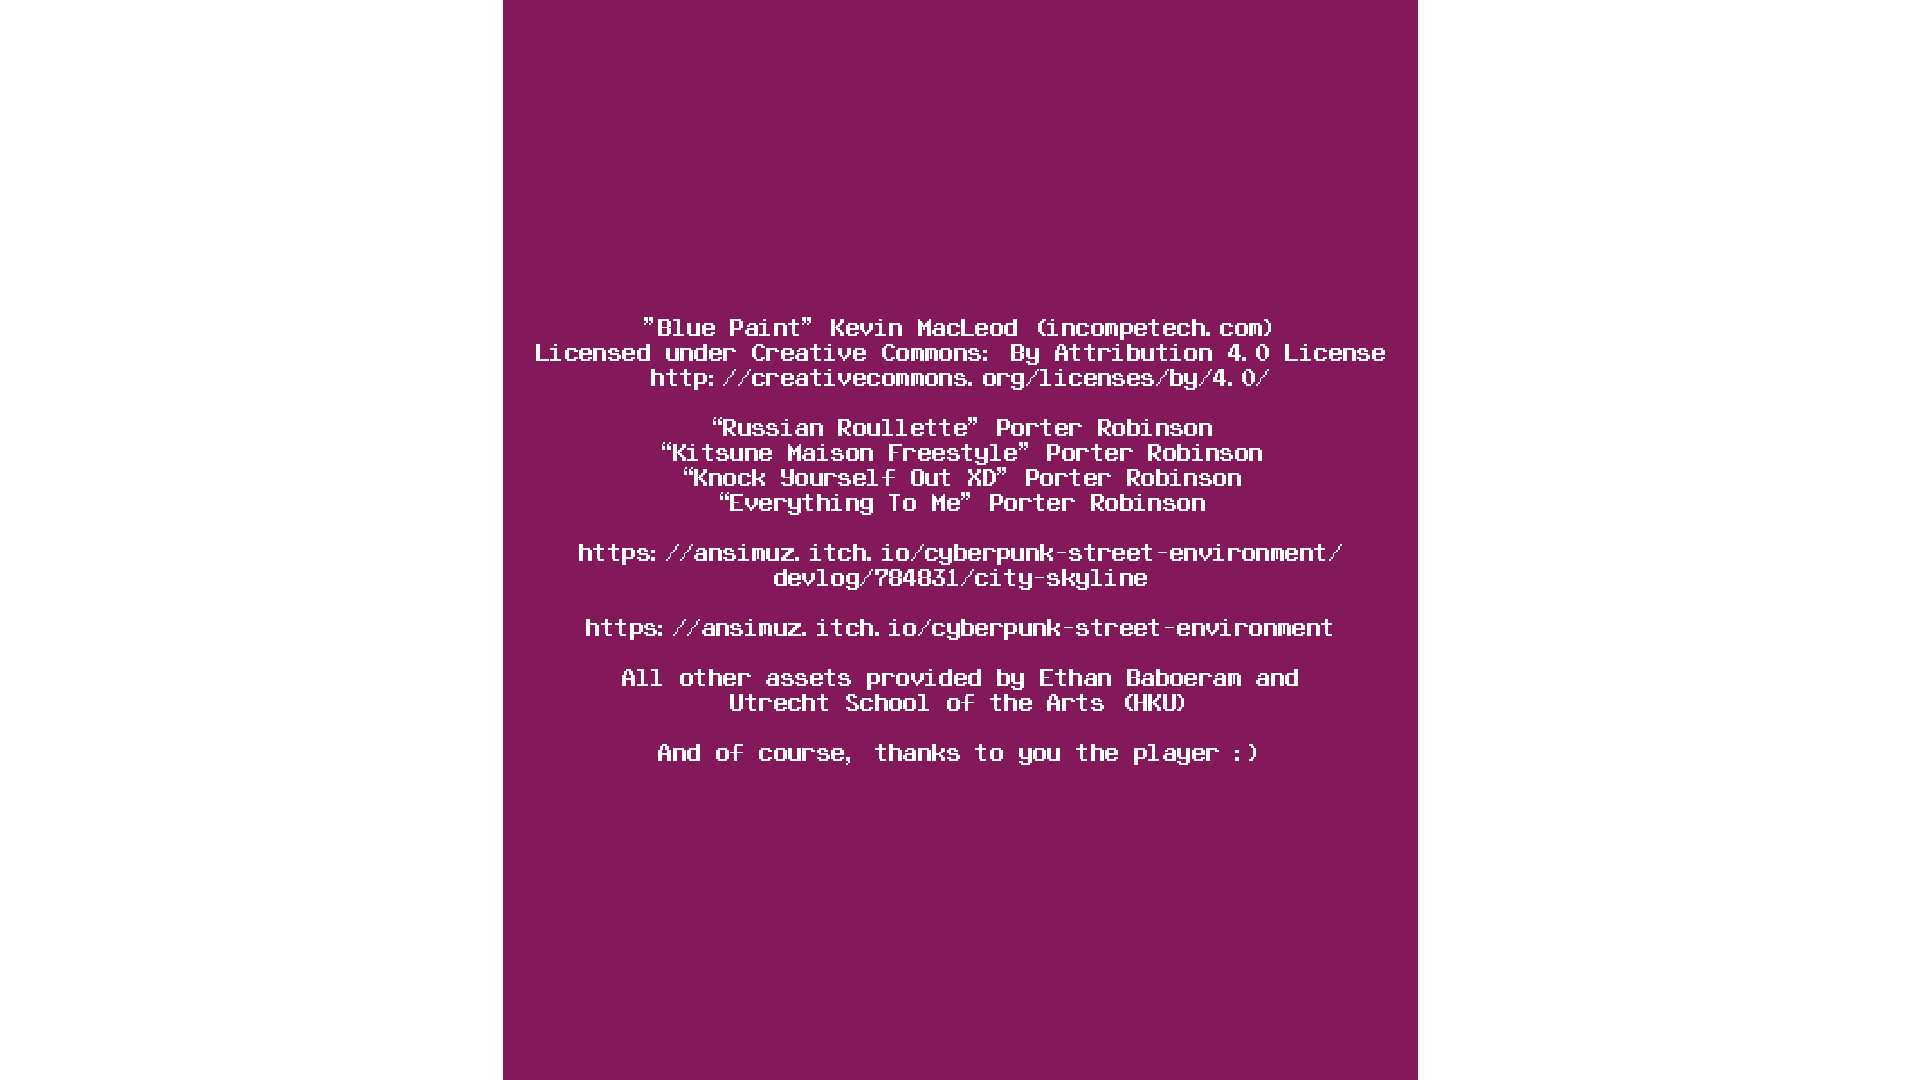 "Blue Paint" Kevin MacLeod (incompetech.com)
Licensed under Creative Commons: By Attribution 4.0 License
http://creativecommons.org/licenses/by/4.0/
“Russian Roullette” Porter Robinson
“Kitsune Maison Freestyle” Porter Robinson
“Knock Yourself Out XD” Porter Robinson
“Everything To Me” Porter Robinson
https://ansimuz.itch.io/cyberpunk-street-environment/
devlog/784831/city-skyline
https://ansimuz.itch.io/cyberpunk-street-environment
All other assets provided by Ethan Baboeram and
Utrecht School of the Arts (HKU)
And of course, thanks to you the player :)